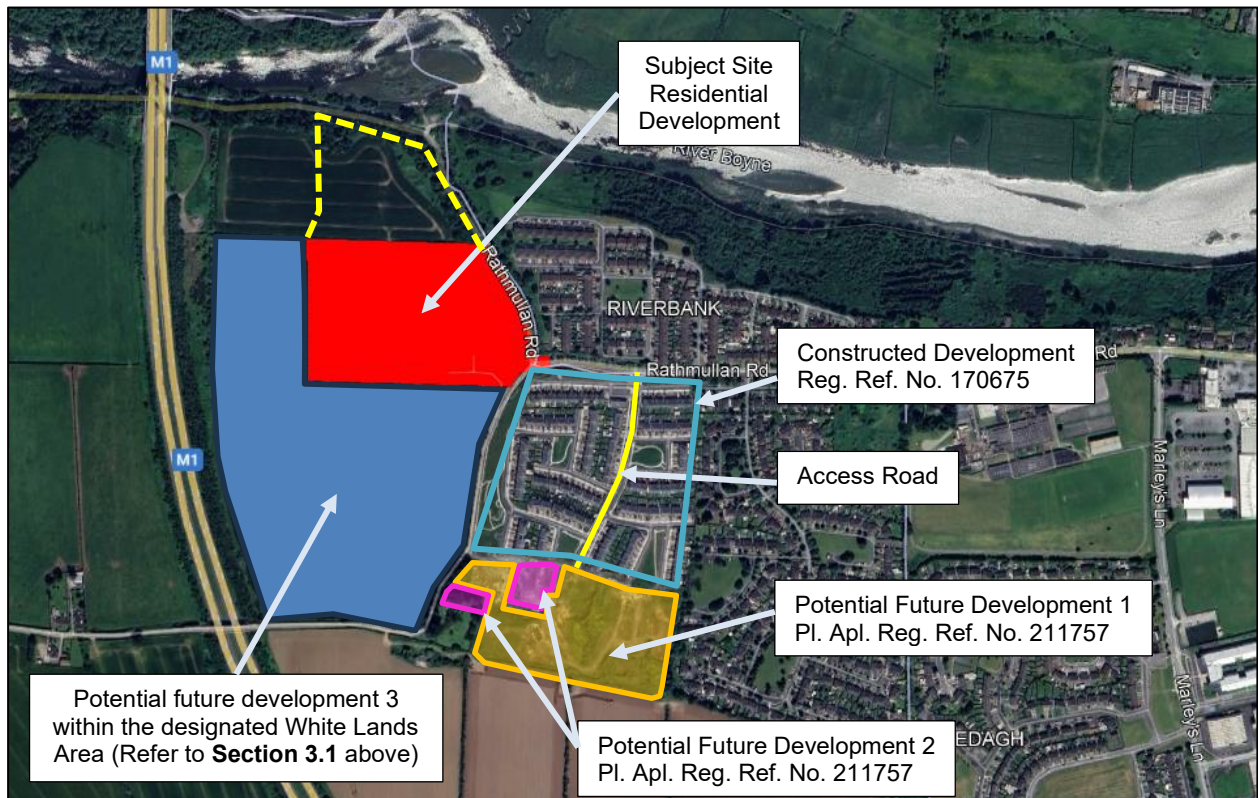 M1
Subject Site
Residential
Development
River Boyne
Rathmullan Rd
RIVERBANK
Rathmullan Rd
Rd
Constructed Development
Reg. Ref. No. 170675
M1
Marley's Ln
Access Road
Potential Future Development 1
Pl. Apl. Reg. Ref. No. 211757
Potential future development 3
within the designated White Lands
Area (Refer to Section 3.1 above)
Marley's Ln
EDAGH
Potential Future Development 2
Pl. Apl. Reg. Ref. No. 211757